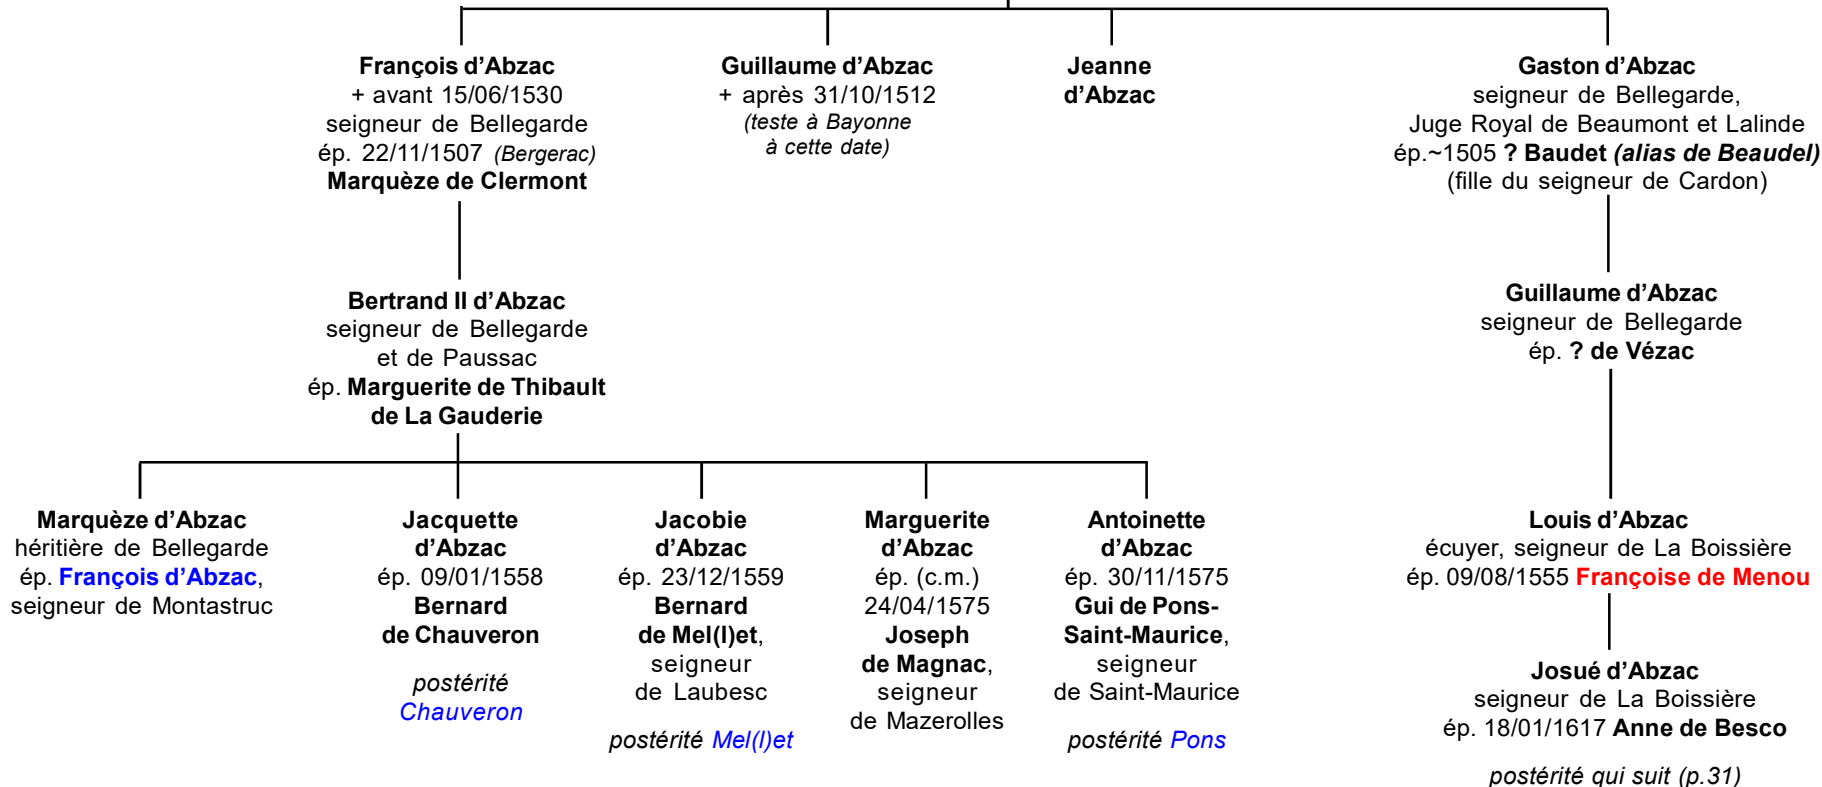 François d’Abzac
+ avant 15/06/1530
seigneur de Bellegarde
ép. 22/11/1507 (Bergerac)
Marquèze de Clermont
Guillaume d’Abzac
+ après 31/10/1512
(teste à Bayonne
à cette date)
Jeanne
d’Abzac
Gaston d’Abzac
seigneur de Bellegarde,
Juge Royal de Beaumont et Lalinde
ép.~1505 ? Baudet (alias de Beaudel)
(fille du seigneur de Cardon)
Bertrand II d’Abzac
seigneur de Bellegarde
et de Paussac
ép. Marguerite de Thibault
de La Gauderie
Guillaume d’Abzac
seigneur de Bellegarde
ép. ? de Vézac
Marquèze d’Abzac
héritière de Bellegarde
ép. François d’Abzac,
seigneur de Montastruc
Jacquette
d’Abzac
ép. 09/01/1558
Bernard
de Chauveron
postérité
Chauveron
Jacobie
d’Abzac
ép. 23/12/1559
Bernard
de Mel(l)et,
seigneur
de Laubesc
postérité Mel(l)et
Marguerite
d’Abzac
ép. (c.m.)
24/04/1575
Joseph
de Magnac,
seigneur
de Mazerolles
Antoinette
d’Abzac
ép. 30/11/1575
Gui de Pons-
Saint-Maurice,
seigneur
de Saint-Maurice
postérité Pons
Louis d’Abzac
écuyer, seigneur de La Boissière
ép. 09/08/1555 Françoise de Menou
Josué d’Abzac
seigneur de La Boissière
ép. 18/01/1617 Anne de Besco
postérité qui suit (p.31)